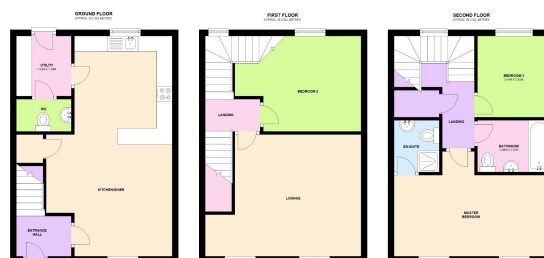 GROUND FLOOR
UTILITY
WC
KITCHEN/DINER
ENTRANCE
HALL
FIRST FLOOR
BEDROOM 2
LANDING
LOUNGE
SECOND FLOOR
BEDROOM 3
LANDING
EN-SUITE
BATHROOM
MASTER
BEDROOM